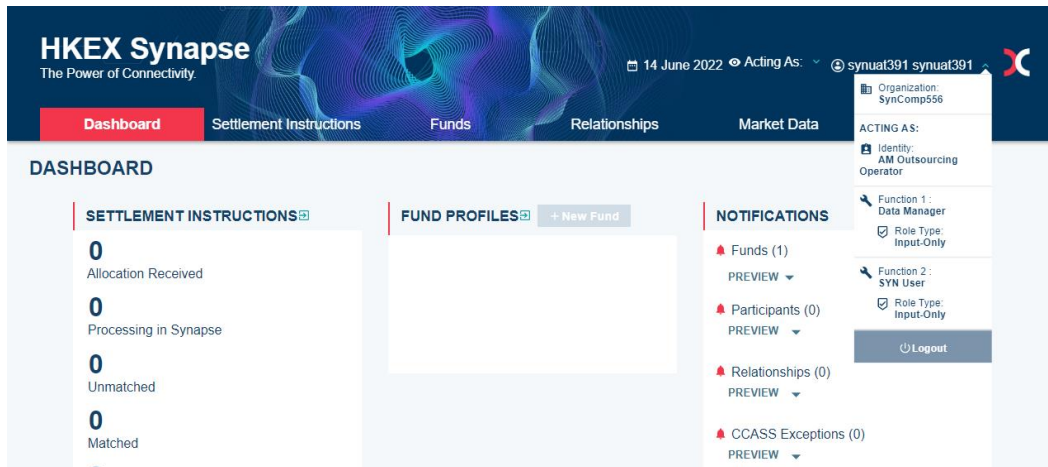 HKEX Synapse
The Power of Connectivity.
14 June 2022 Acting As: synuat391 synuat391
Dashboard Settlement Instructions Funds Relationships Market Data
Organization:
SynComp556
ACTING AS:
Identity:
AM Outsourcing
Operator
Function 1 :
Data Manager
Role Type:
Input-Only
Function 2 :
SYN User
Role Type:
Input-Only
Logout
DASHBOARD
SETTLEMENT INSTRUCTIONS
0
Allocation Received
0
Processing in Synapse
0
Unmatched
0
Matched
FUND PROFILES + New Fund
NOTIFICATIONS
Funds (1)
PREVIEW
Participants (0)
PREVIEW
Relationships (0)
PREVIEW
CCASS Exceptions (0)
PREVIEW